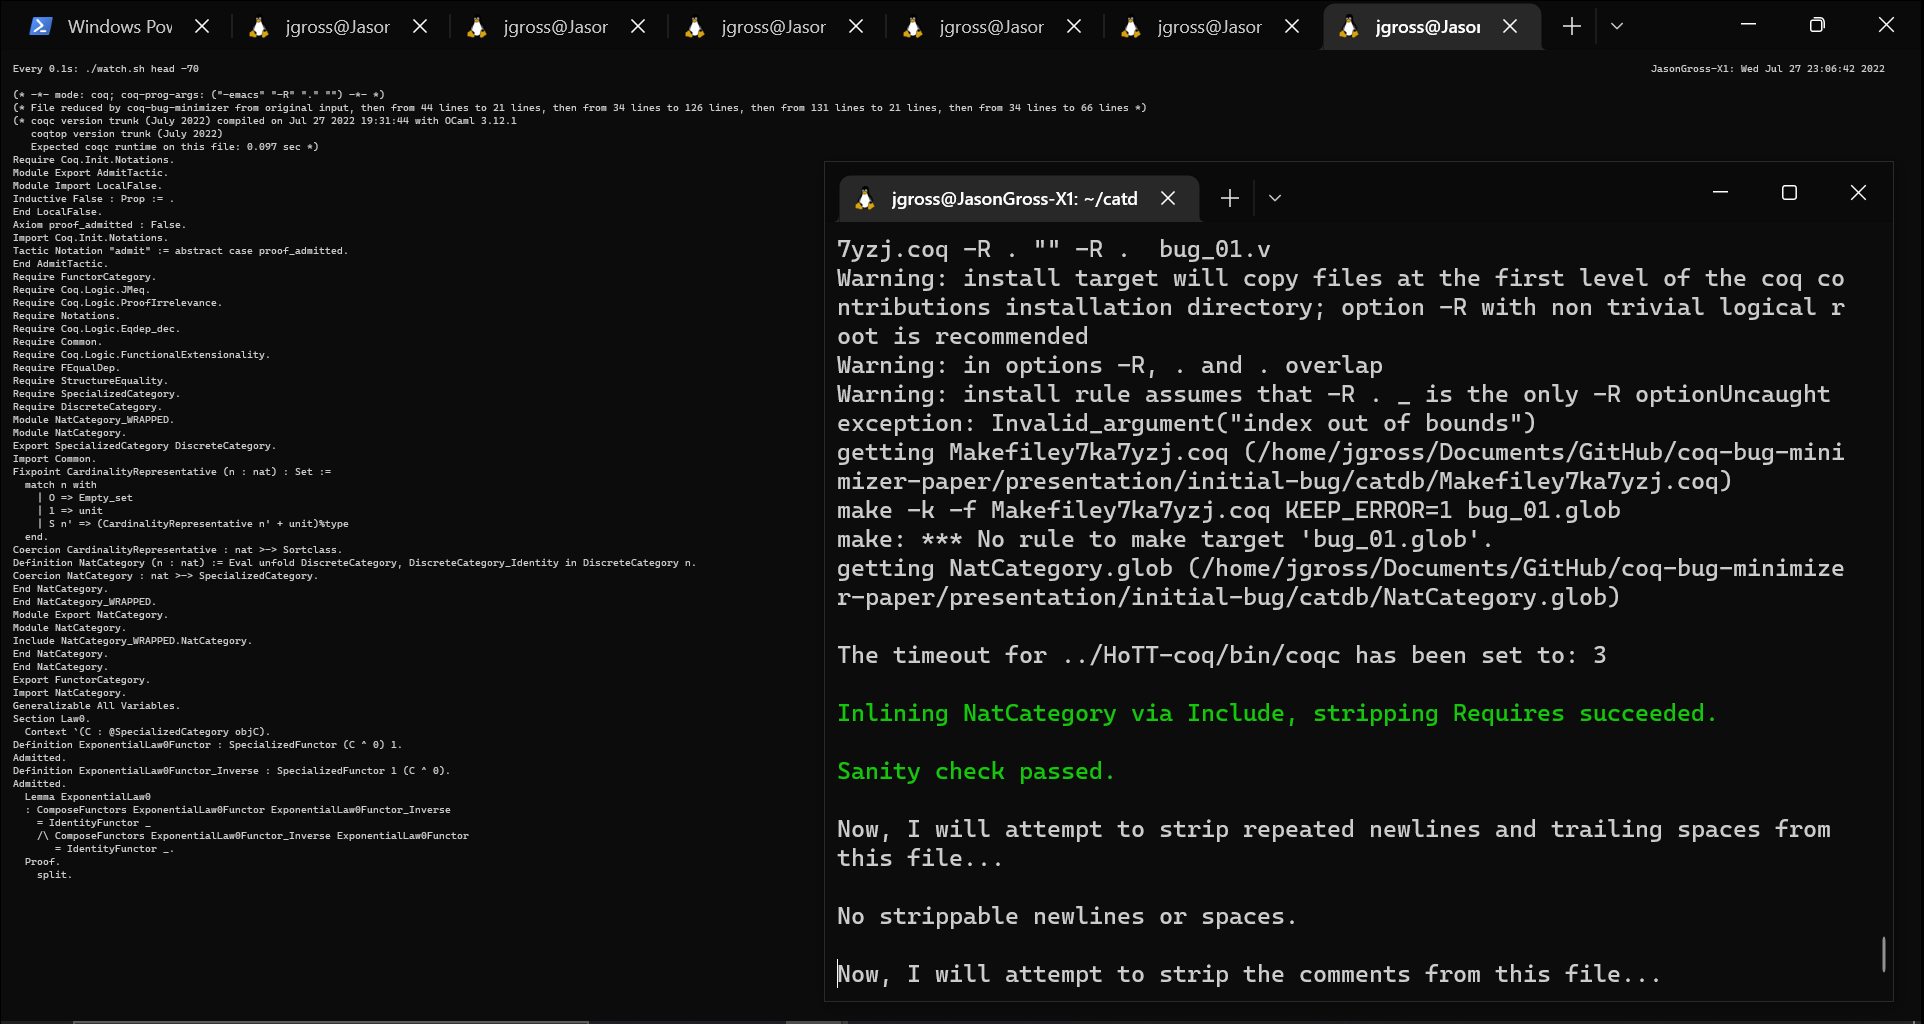 Windows Pov
jgross@Jasor
jgross@Jasor
jgross@Jasor
jgross@Jasor
jgross@Jasor
jgross@Jasor
Every 0.1s: ./watch.sh head -70
JasonGross-X1: Wed Jul 27 23:06:42 2022
(* -*- mode: coq; coq-prog-args: ("-emacs" "-R" "." "") -*- *)
(* File reduced by coq-bug-minimizer from original input, then from 44 lines to 21 lines, then from 34 lines to 126 lines, then from 131 lines to 21 lines, then from 34 lines to 66 lines *)
(* coqc version trunk (July 2022) compiled on Jul 27 2022 19:31:44 with OCaml 3.12.1
   coqtop version trunk (July 2022)
   Expected coqc runtime on this file: 0.097 sec *)
Require Coq.Init.Notations.
Module Export AdmitTactic.
Module Import LocalFalse.
Inductive False : Prop := .
End LocalFalse.
Axiom proof_admitted : False.
Import Coq.Init.Notations.
Tactic Notation "admit" := abstract case proof_admitted.
End AdmitTactic.
Require FunctorCategory.
Require Coq.Logic.JMeq.
Require Coq.Logic.ProofIrrelevance.
Require Notations.
Require Coq.Logic.Eqdep_dec.
Require Common.
Require Coq.Logic.FunctionalExtensionality.
Require FEqualDep.
Require StructureEquality.
Require SpecializedCategory.
Require DiscreteCategory.
Module NatCategory_WRAPPED.
Module NatCategory.
Export SpecializedCategory DiscreteCategory.
Import Common.
Fixpoint CardinalityRepresentative (n : nat) : Set :=
  match n with
    | O => Empty_set
    | 1 => unit
    | S n' => (CardinalityRepresentative n' + unit)%type
  end.
Coercion CardinalityRepresentative : nat >-> Sortclass.
Definition NatCategory (n : nat) := Eval unfold DiscreteCategory, DiscreteCategory_Identity in DiscreteCategory n.
Coercion NatCategory : nat >-> SpecializedCategory.
End NatCategory.
End NatCategory_WRAPPED.
Module Export NatCategory.
Module NatCategory.
Include NatCategory_WRAPPED.NatCategory.
End NatCategory.
End NatCategory.
Export FunctorCategory.
Import NatCategory.
Generalizable All Variables.
Section Law0.
  Context `(C : @SpecializedCategory objC).
Definition ExponentialLaw0Functor : SpecializedFunctor (C ^ 0) 1.
Admitted.
Definition ExponentialLaw0Functor_Inverse : SpecializedFunctor 1 (C ^ 0).
Admitted.
  Lemma ExponentialLaw0
  : ComposeFunctors ExponentialLaw0Functor ExponentialLaw0Functor_Inverse
    = IdentityFunctor _
    /\ ComposeFunctors ExponentialLaw0Functor_Inverse ExponentialLaw0Functor
       = IdentityFunctor _.
  Proof.
    split.
jgross@JasonGross-X1: ~/catd
7yzj.coq -R . "" -R .  bug_01.v
Warning: install target will copy files at the first level of the coq co
ntributions installation directory; option -R with non trivial logical r
oot is recommended
Warning: in options -R, . and . overlap
Warning: install rule assumes that -R . _ is the only -R optionUncaught
exception: Invalid_argument("index out of bounds")
getting Makefiley7ka7yzj.coq (/home/jgross/Documents/GitHub/coq-bug-mini
mizer-paper/presentation/initial-bug/catdb/Makefiley7ka7yzj.coq)
make -k -f Makefiley7ka7yzj.coq KEEP_ERROR=1 bug_01.glob
make: *** No rule to make target 'bug_01.glob'.
getting NatCategory.glob (/home/jgross/Documents/GitHub/coq-bug-minimize
r-paper/presentation/initial-bug/catdb/NatCategory.glob)
The timeout for ../HoTT-coq/bin/coqc has been set to: 3
Inlining NatCategory via Include, stripping Requires succeeded.
Sanity check passed.
Now, I will attempt to strip repeated newlines and trailing spaces from
this file...
No strippable newlines or spaces.
Now, I will attempt to strip the comments from this file...